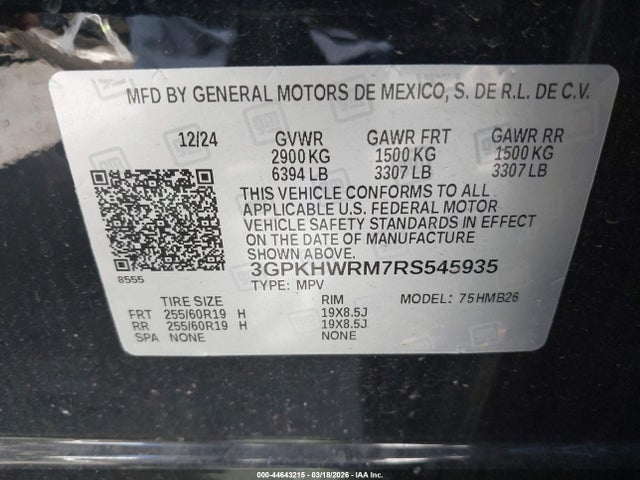 MFD BY GENERAL MOTORS DE MEXICO, S. DE R.L. DE C.V.
12/24 GVWR GAWR FRT GAWR RR
2900 KG 1500 KG 1500 KG
6394 LB 3307 LB 3307 LB
THIS VEHICLE CONFORMS TO ALL
APPLICABLE U.S. FEDERAL MOTOR
VEHICLE SAFETY STANDARDS IN EFFECT
ON THE DATE OF MANUFACTURE
SHOWN ABOVE.
8555
3GPKHWRM7RS545935
TYPE: MPV MODEL: 75HMB26
TIRE SIZE RIM
FRT 255/60R19 H 19X8.5J
RR 255/60R19 H 19X8.5J
SPA NONE NONE
000-44643215 - 03/18/2026 - IAA Inc.